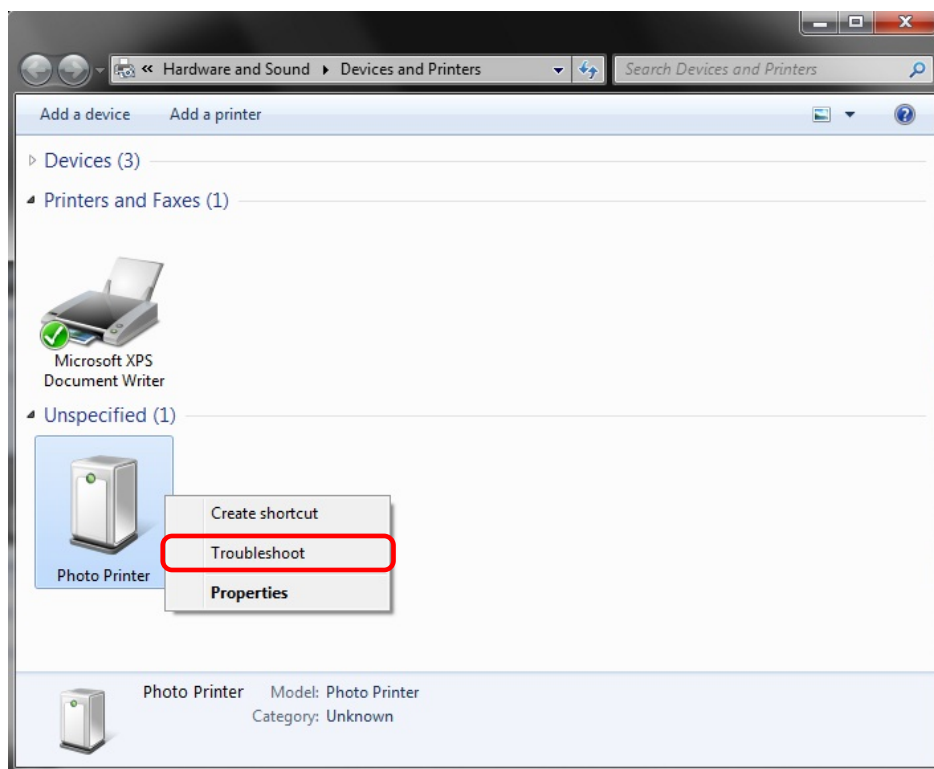 « Hardware and Sound ▸ Devices and Printers
Search Devices and Printers
Add a device Add a printer
Devices (3)
Printers and Faxes (1)
Microsoft XPS
Document Writer
Unspecified (1)
Photo Printer
Create shortcut
Troubleshoot
Properties
Photo Printer Model: Photo Printer
Category: Unknown